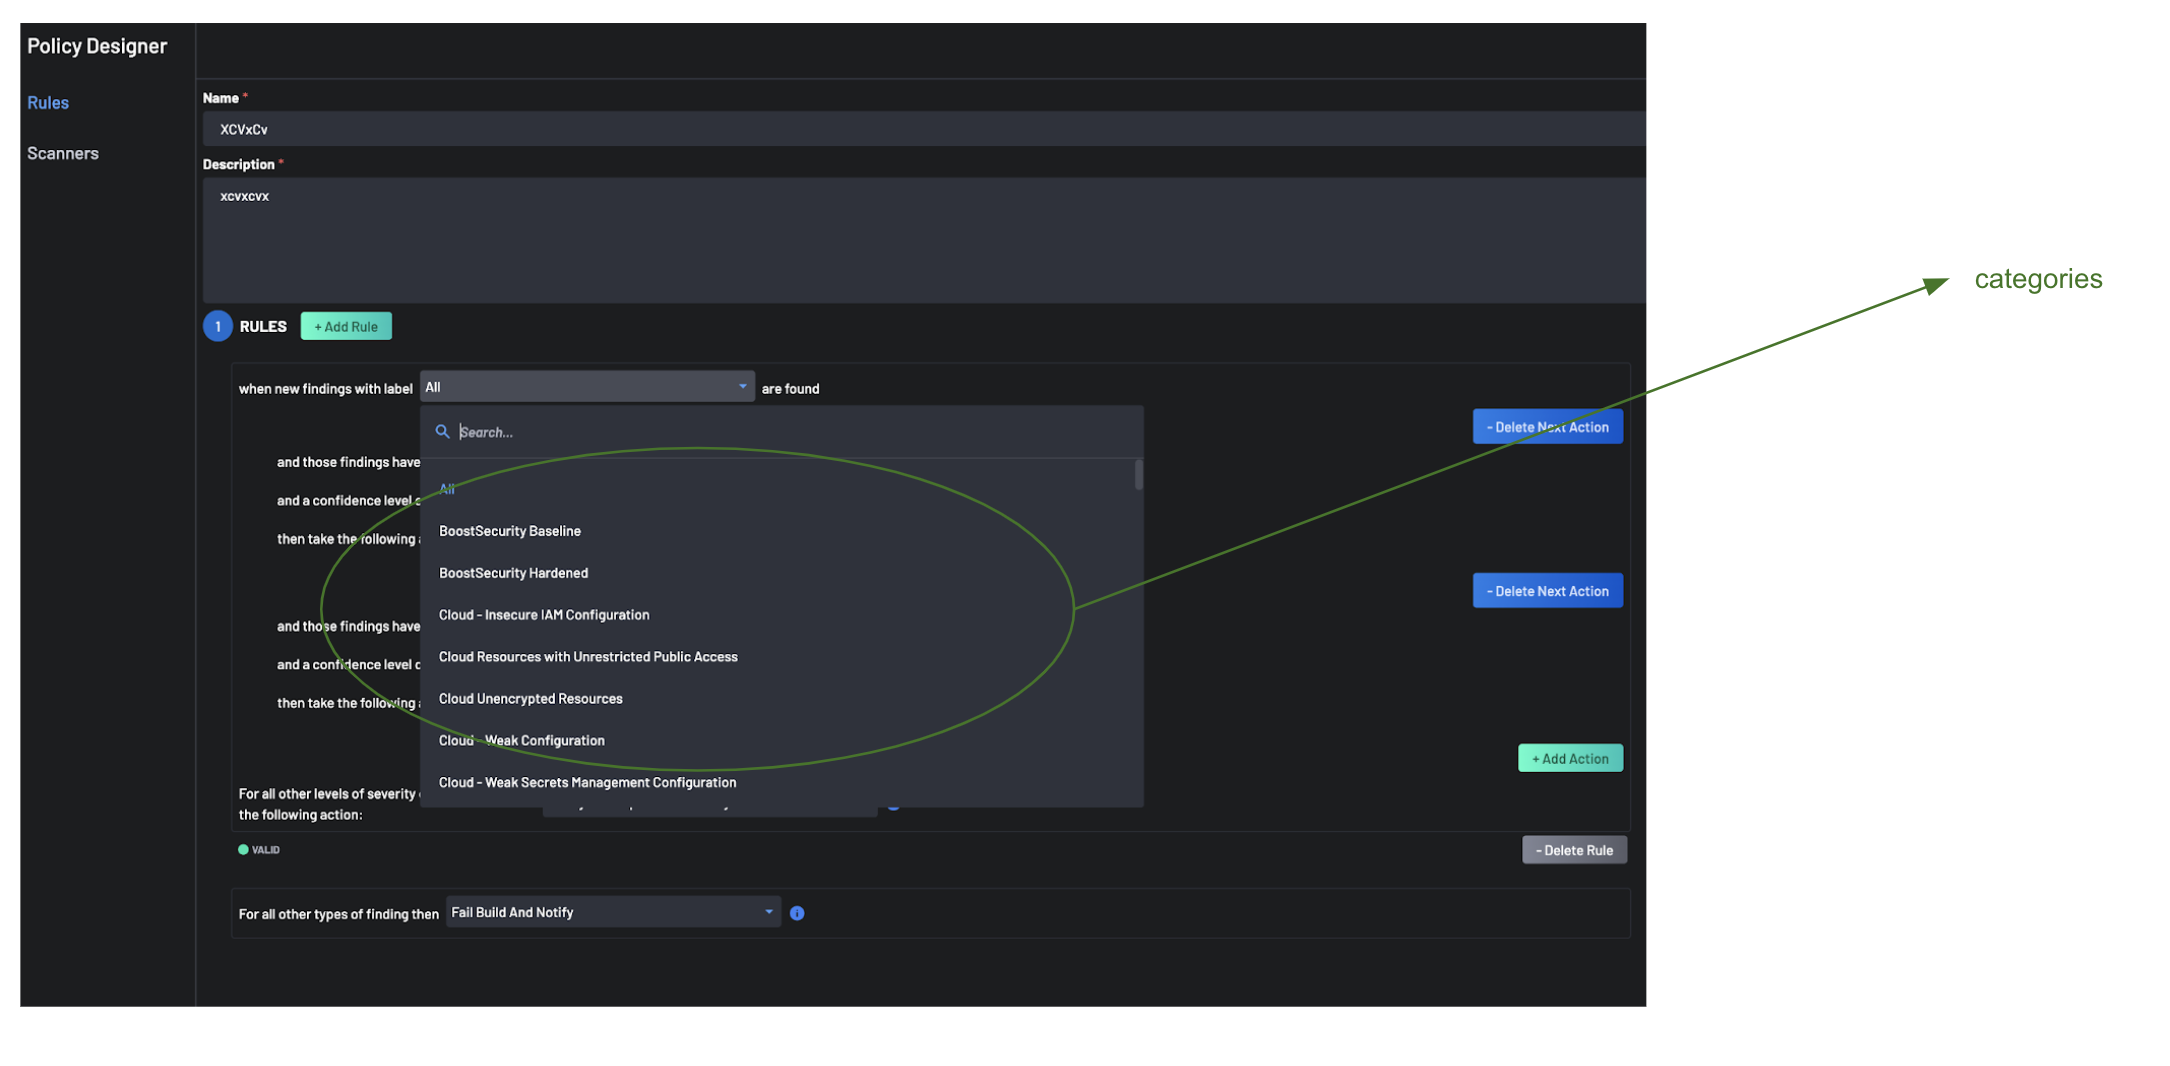 Policy Designer
Rules
Scanners
Name *
XCVxCv
Description *
xcvxcvx
1 RULES + Add Rule
when new findings with label All are found
Search...
- Delete Next Action
and those findings have
All
and a confidence level
BoostSecurity Baseline
then take the following
BoostSecurity Hardened
- Delete Next Action
Cloud - Insecure IAM Configuration
and those findings have
Cloud Resources with Unrestricted Public Access
and a confidence level
Cloud Unencrypted Resources
then take the following
Cloud - Weak Configuration
+ Add Action
Cloud - Weak Secrets Management Configuration
For all other levels of severity
the following action:
VALID
- Delete Rule
For all other types of finding then Fail Build And Notify
categories